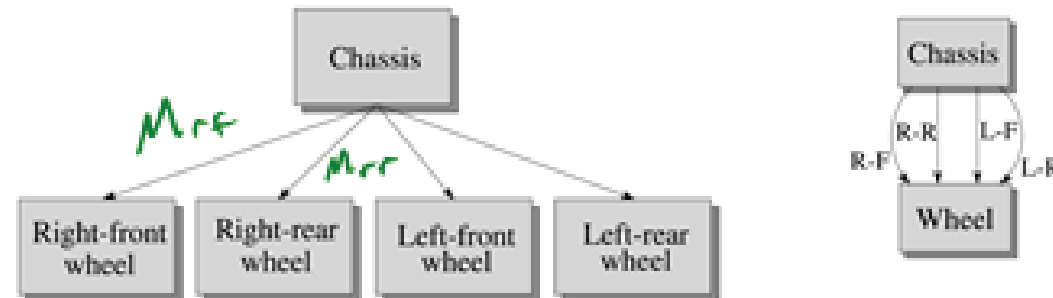 Chassis
Mrf
Mrr
Right-front
wheel
Right-rear
wheel
Left-front
wheel
Left-rear
wheel
Chassis
R-R
L-F
R-F
L-R
Wheel